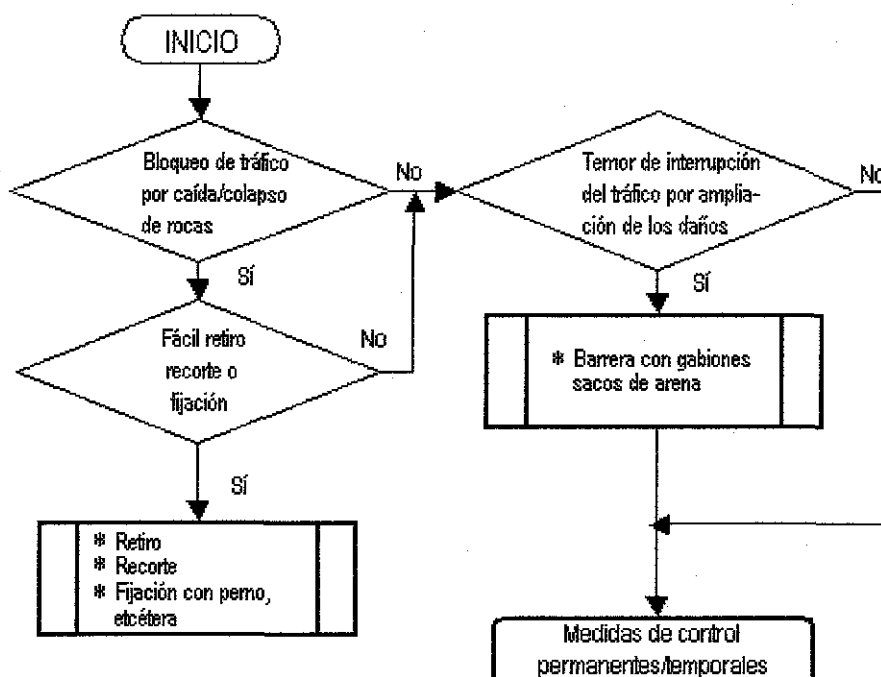 INICIO
Bloqueo de tráfico
por caída/colapso
de rocas
No
Sí
Fácil retiro
recorte o
fijación
No
Sí
* Retiro
* Recorte
* Fijación con perno,
etcétera
Temor de interrupción
del tráfico por amplia-
ción de los daños
No
Sí
* Barrera con gabiones
sacos de arena
Medidas de control
permanentes/temporales